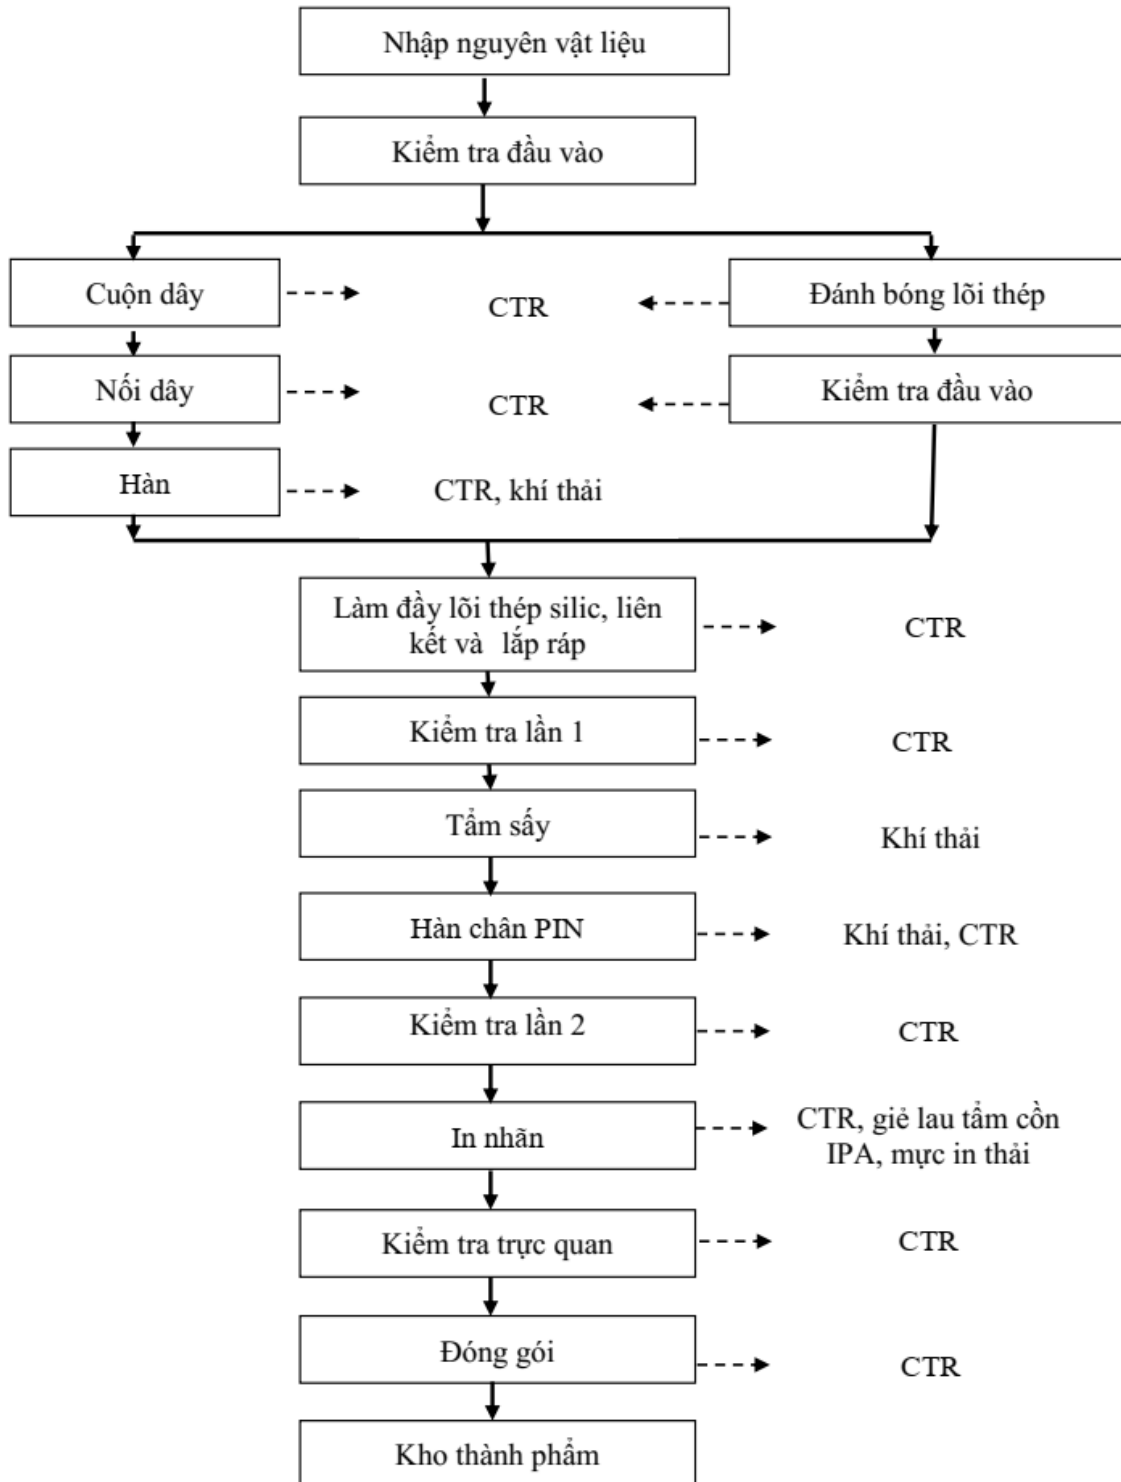 Nhập nguyên vật liệu
Kiểm tra đầu vào
Cuộn dây
CTR
Đánh bóng lõi thép
Nối dây
CTR
Kiểm tra đầu vào
Hàn
CTR, khí thải
Làm đầy lõi thép silic, liên
kết và lắp ráp
CTR
Kiểm tra lần 1
CTR
Tẩm sấy
Khí thải
Hàn chân PIN
Khí thải, CTR
Kiểm tra lần 2
CTR
In nhãn
CTR, giẻ lau tẩm cồn
IPA, mực in thải
Kiểm tra trực quan
CTR
Đóng gói
CTR
Kho thành phẩm